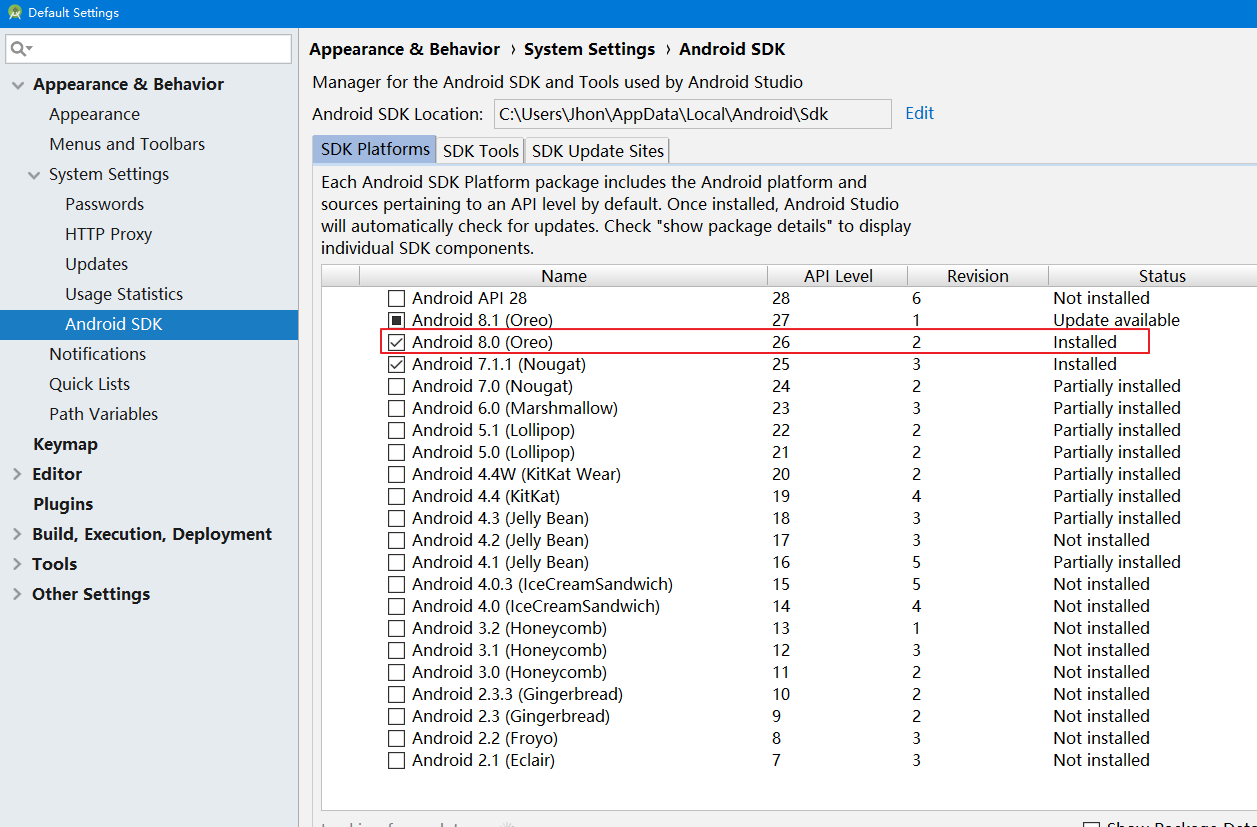 Default Settings
Appearance & Behavior
Appearance
Menus and Toolbars
System Settings
Passwords
HTTP Proxy
Updates
Usage Statistics
Android SDK
Notifications
Quick Lists
Path Variables
Keymap
Editor
Plugins
Build, Execution, Deployment
Tools
Other Settings
Appearance & Behavior › System Settings › Android SDK
Manager for the Android SDK and Tools used by Android Studio
Android SDK Location: C:\Users\Jhon\AppData\Local\Android\Sdk Edit
SDK Platforms SDK Tools SDK Update Sites
Each Android SDK Platform package includes the Android platform and
sources pertaining to an API level by default. Once installed, Android Studio
will automatically check for updates. Check "show package details" to display
individual SDK components.
Name API Level Revision Status
Android API 28 28 6 Not installed
Android 8.1 (Oreo) 27 1 Update available
Android 8.0 (Oreo) 26 2 Installed
Android 7.1.1 (Nougat) 25 3 Installed
Android 7.0 (Nougat) 24 2 Partially installed
Android 6.0 (Marshmallow) 23 3 Partially installed
Android 5.1 (Lollipop) 22 2 Partially installed
Android 5.0 (Lollipop) 21 2 Partially installed
Android 4.4W (KitKat Wear) 20 2 Partially installed
Android 4.4 (KitKat) 19 4 Partially installed
Android 4.3 (Jelly Bean) 18 3 Partially installed
Android 4.2 (Jelly Bean) 17 3 Not installed
Android 4.1 (Jelly Bean) 16 5 Partially installed
Android 4.0.3 (IceCreamSandwich) 15 5 Not installed
Android 4.0 (IceCreamSandwich) 14 4 Not installed
Android 3.2 (Honeycomb) 13 1 Not installed
Android 3.1 (Honeycomb) 12 3 Not installed
Android 3.0 (Honeycomb) 11 2 Not installed
Android 2.3.3 (Gingerbread) 10 2 Not installed
Android 2.3 (Gingerbread) 9 2 Not installed
Android 2.2 (Froyo) 8 3 Not installed
Android 2.1 (Eclair) 7 3 Not installed
Show Package